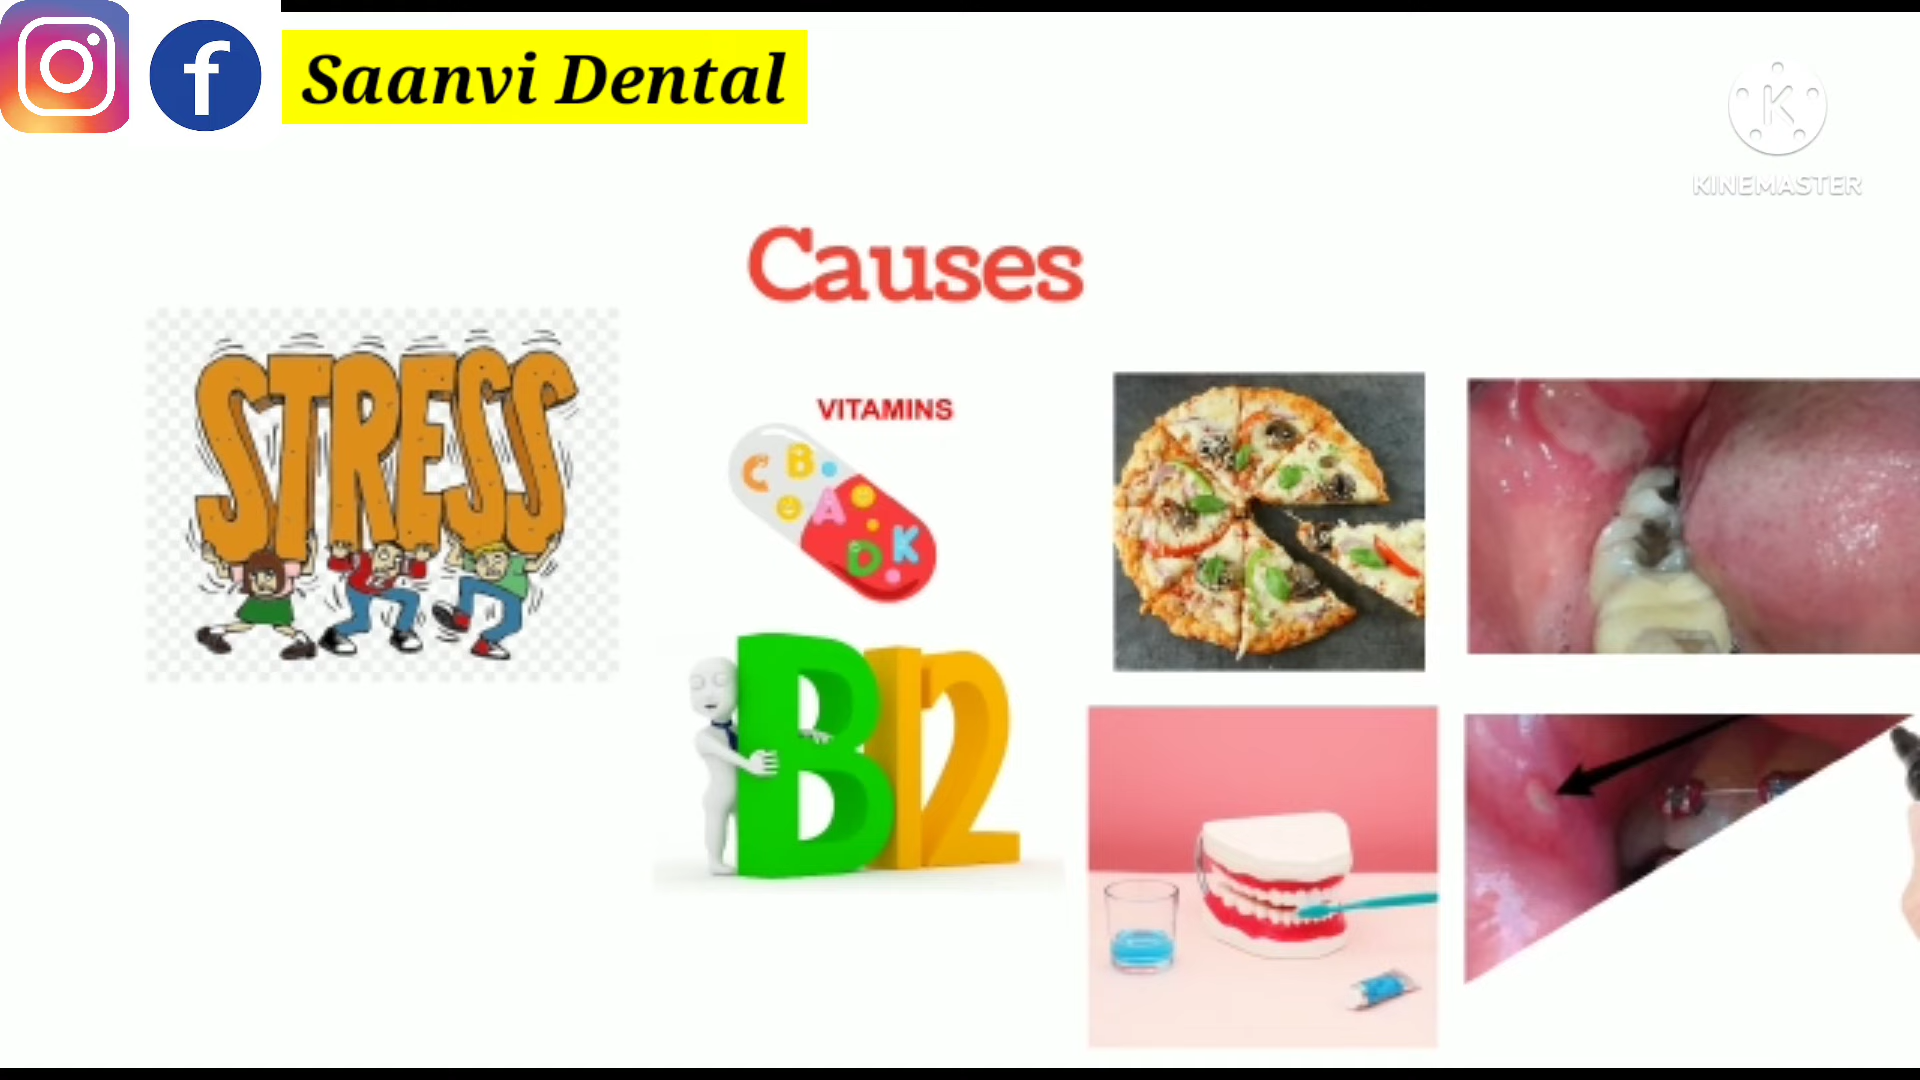 Saanvi Dental
KINEMASTER
Causes
STRESS
VITAMINS
C B A D K
B12